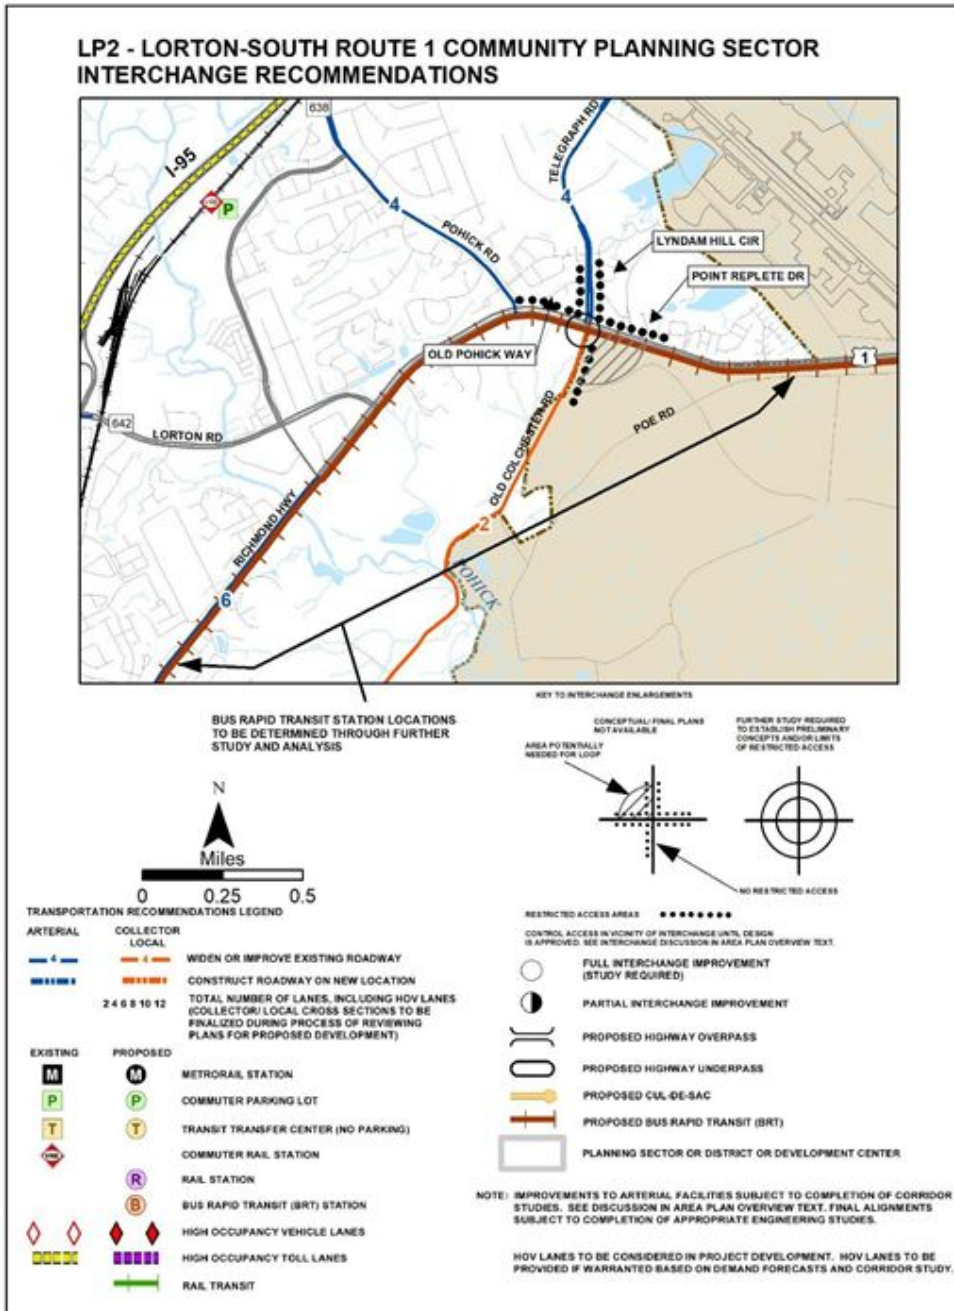 LP2 - LORTON-SOUTH ROUTE 1 COMMUNITY PLANNING SECTOR
INTERCHANGE RECOMMENDATIONS
638
I-95
TELEGRAPH RD
P
4
4
POHICK RD
LYNDAM HILL CIR
POINT REPLETE DR
OLD POHICK WAY
1
642
LORTON RD
OLD COLCHESTER RD
POE RD
2
RICHMOND HWY
POHICK
6
KEY TO INTERCHANGE ENLARGEMENTS
BUS RAPID TRANSIT STATION LOCATIONS
TO BE DETERMINED THROUGH FURTHER
STUDY AND ANALYSIS
CONCEPTUAL/ FINAL PLANS
NOT AVAILABLE
FURTHER STUDY REQUIRED
TO ESTABLISH PRELIMINARY
CONCEPTS AND/OR LIMITS
OF RESTRICTED ACCESS
AREA POTENTIALLY
NEEDED FOR LOOP
NO RESTRICTED ACCESS
N
Miles
0 0.25 0.5
TRANSPORTATION RECOMMENDATIONS LEGEND
ARTERIAL COLLECTOR
LOCAL
4 4 WIDEN OR IMPROVE EXISTING ROADWAY
CONSTRUCT ROADWAY ON NEW LOCATION
2 4 6 8 10 12 TOTAL NUMBER OF LANES, INCLUDING HOV LANES
(COLLECTOR/ LOCAL CROSS SECTIONS TO BE
FINALIZED DURING PROCESS OF REVIEWING
PLANS FOR PROPOSED DEVELOPMENT)
EXISTING PROPOSED
M M METRORAIL STATION
P P COMMUTER PARKING LOT
T T TRANSIT TRANSFER CENTER (NO PARKING)
COMMUTER RAIL STATION
R RAIL STATION
B BUS RAPID TRANSIT (BRT) STATION
HIGH OCCUPANCY VEHICLE LANES
HIGH OCCUPANCY TOLL LANES
RAIL TRANSIT
RESTRICTED ACCESS AREAS
CONTROL ACCESS IN VICINITY OF INTERCHANGE UNTIL DESIGN
IS APPROVED. SEE INTERCHANGE DISCUSSION IN AREA PLAN OVERVIEW TEXT.
FULL INTERCHANGE IMPROVEMENT
(STUDY REQUIRED)
PARTIAL INTERCHANGE IMPROVEMENT
PROPOSED HIGHWAY OVERPASS
PROPOSED HIGHWAY UNDERPASS
PROPOSED CUL-DE-SAC
PROPOSED BUS RAPID TRANSIT (BRT)
PLANNING SECTOR OR DISTRICT OR DEVELOPMENT CENTER
NOTE: IMPROVEMENTS TO ARTERIAL FACILITIES SUBJECT TO COMPLETION OF CORRIDOR
STUDIES. SEE DISCUSSION IN AREA PLAN OVERVIEW TEXT. FINAL ALIGNMENTS
SUBJECT TO COMPLETION OF APPROPRIATE ENGINEERING STUDIES.
HOV LANES TO BE CONSIDERED IN PROJECT DEVELOPMENT. HOV LANES TO BE
PROVIDED IF WARRANTED BASED ON DEMAND FORECASTS AND CORRIDOR STUDY.